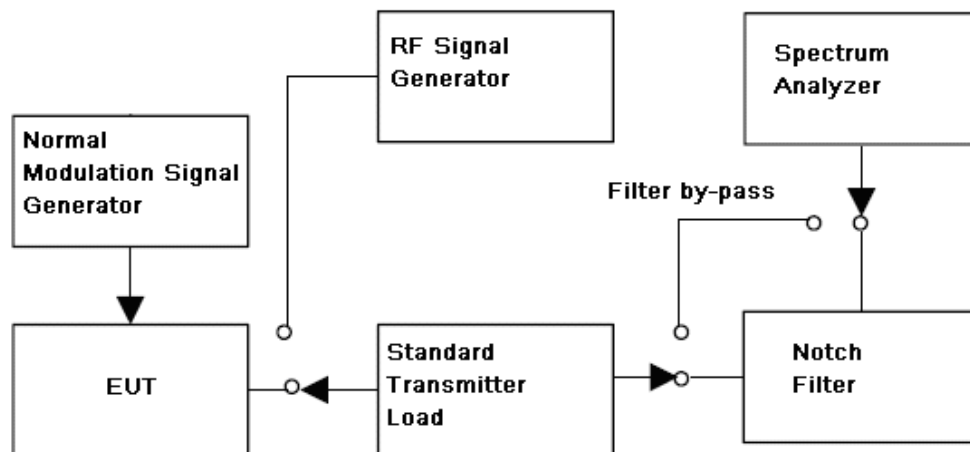 RF Signal
Generator
Spectrum
Analyzer
Normal
Modulation Signal
Generator
Filter by-pass
EUT
Standard
Transmitter
Load
Notch
Filter